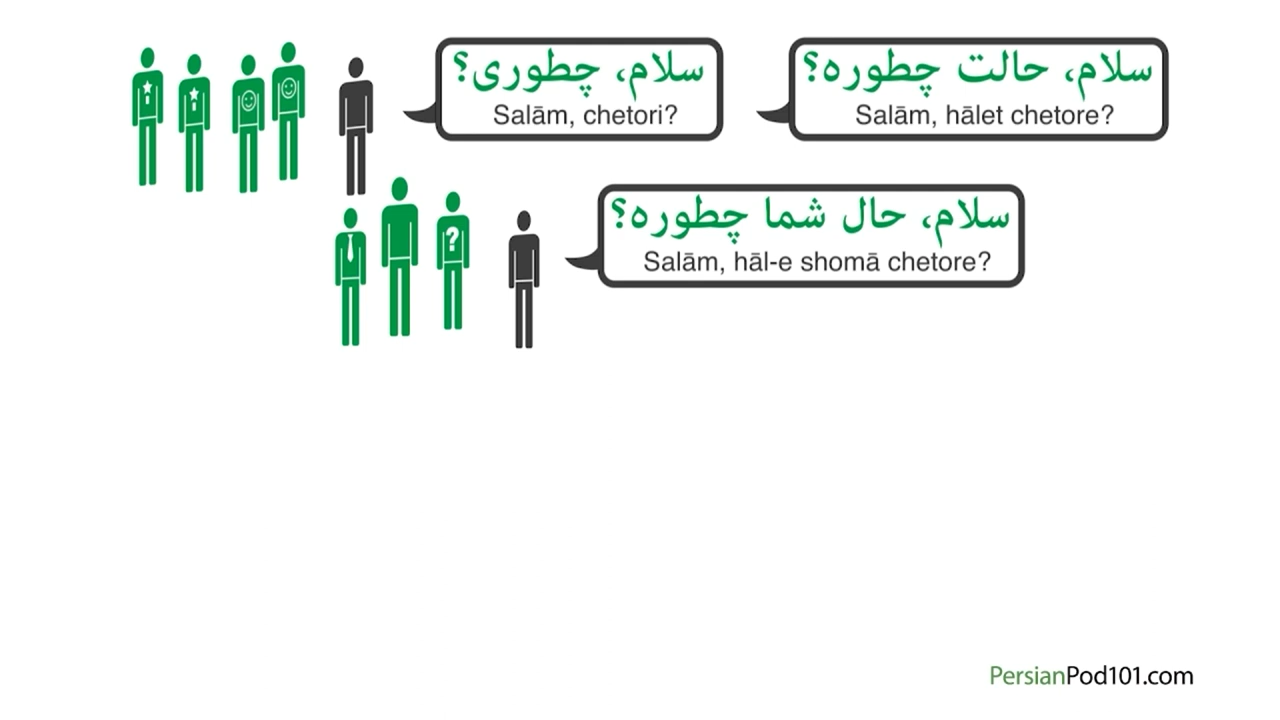 سلام، چطوری؟
Salām, chetori?
سلام، حالت چطوره؟
Salām, hālet chetore?
سلام، حال شما چطوره؟
Salām, hāl-e shomā chetore?
?
PersianPod101.com